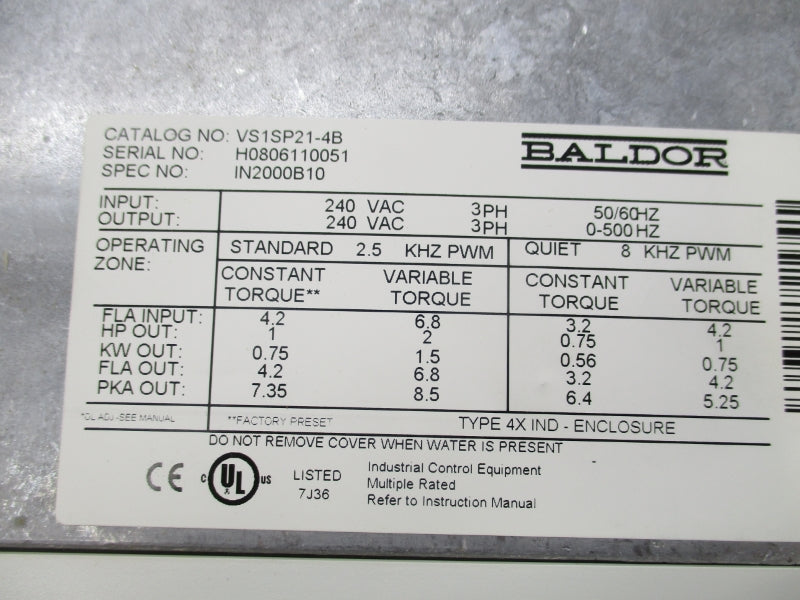 CATALOG NO: VS1SP21-4B
SERIAL NO: H0806110051
SPEC NO: IN2000B10
BALDOR
INPUT: 240 VAC 3PH 50/60HZ
OUTPUT: 240 VAC 3PH 0-500 HZ
OPERATING ZONE: STANDARD 2.5 KHZ PWM QUIET 8 KHZ PWM
CONSTANT VARIABLE CONSTANT VARIABLE
TORQUE** TORQUE TORQUE TORQUE
FLA INPUT: 4.2 6.8 3.2 4.2
HP OUT: 1 2 0.75 1
KW OUT: 0.75 1.5 0.56 0.75
FLA OUT: 4.2 6.8 3.2 4.2
PKA OUT: 7.35 8.5 6.4 5.25
*OL ADJ-SEE MANUAL **FACTORY PRESET TYPE 4X IND - ENCLOSURE
DO NOT REMOVE COVER WHEN WATER IS PRESENT
CE c UL us LISTED 7J36
Industrial Control Equipment
Multiple Rated
Refer to Instruction Manual